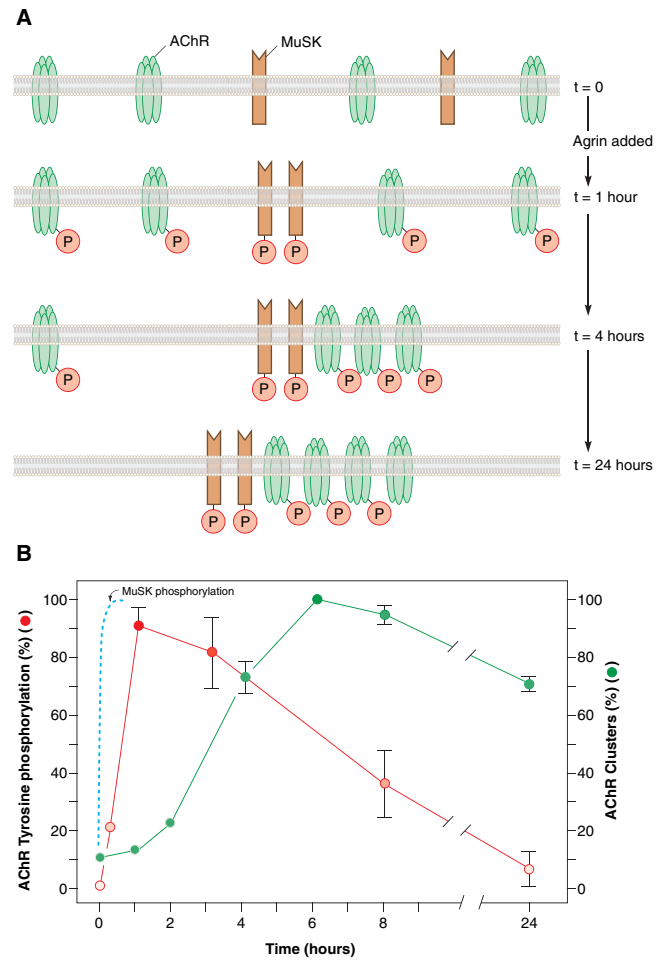 A
AChR
MuSK
t = 0
Agrin added
P
P
P
P
P
P
t = 1 hour
P
P
P
P
P
P
t = 4 hours
P
P
P
P
P
t = 24 hours
B
MuSK phosphorylation
100
80
60
40
20
0
AChR Tyrosine phosphorylation (%) ( )
100
80
60
40
20
0
AChR Clusters (%) ( )
0 2 4 6 8 24
Time (hours)